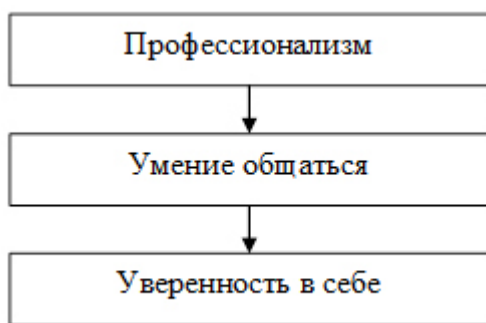 Профессионализм
Умение общаться
Уверенность в себе